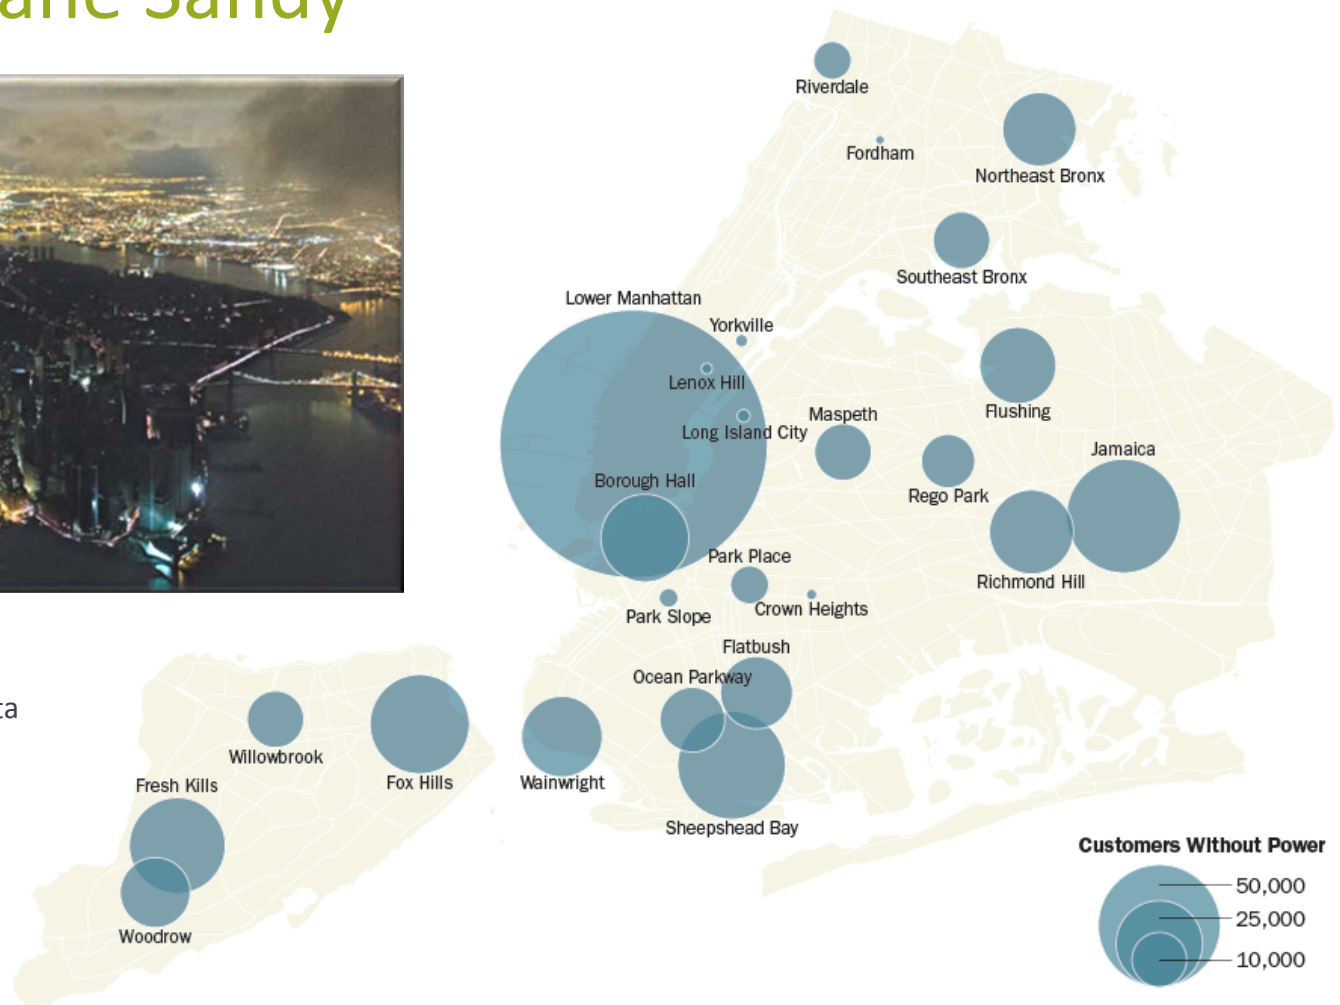 Sandy
Riverdale
Fordham
Northeast Bronx
Southeast Bronx
Lower Manhattan
Yorkville
Lenox Hill
Long Island City
Maspeth
Flushing
Jamaica
Rego Park
Borough Hall
Richmond Hill
Park Place
Crown Heights
Park Slope
Flatbush
Ocean Parkway
Willowbrook
Fox Hills
Wainwright
Fresh Kills
Sheepshead Bay
Woodrow
Customers Without Power
50,000
25,000
10,000